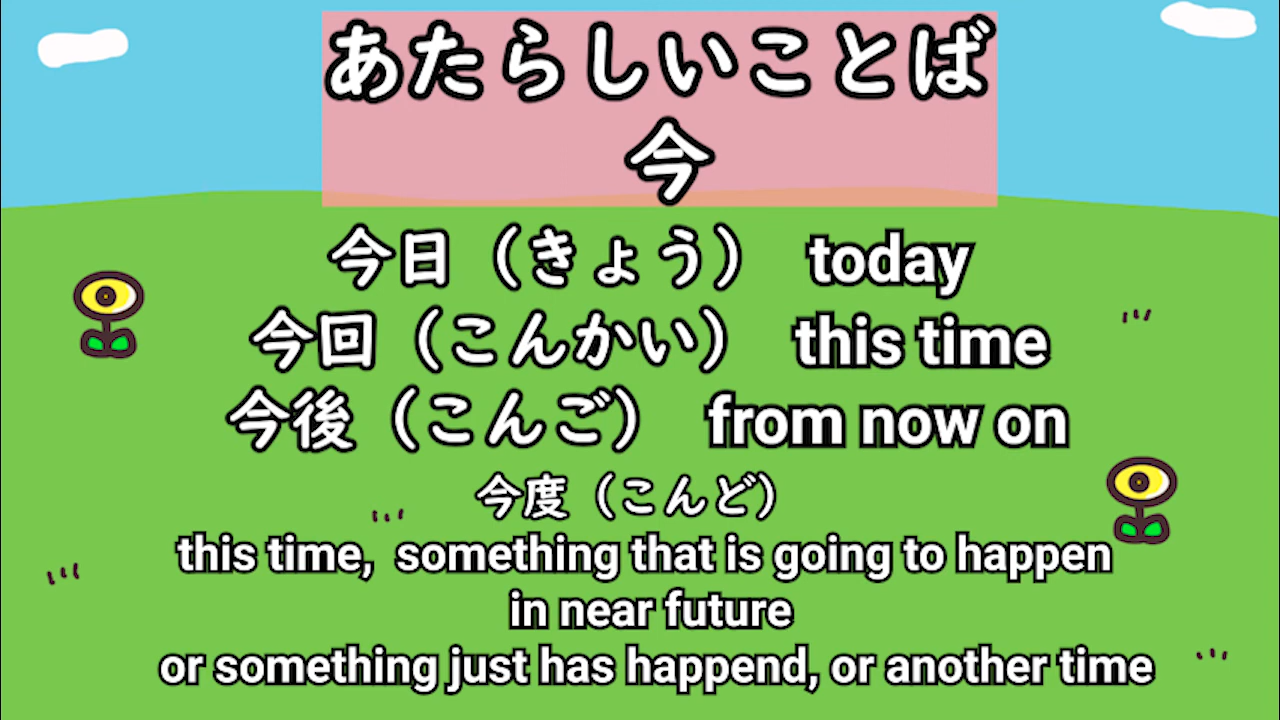 あたらしいことば
今
今日（きょう） today
今回（こんかい） this time
今後（こんご） from now on
今度（こんど）
this time, something that is going to happen
in near future
or something just has happend, or another time